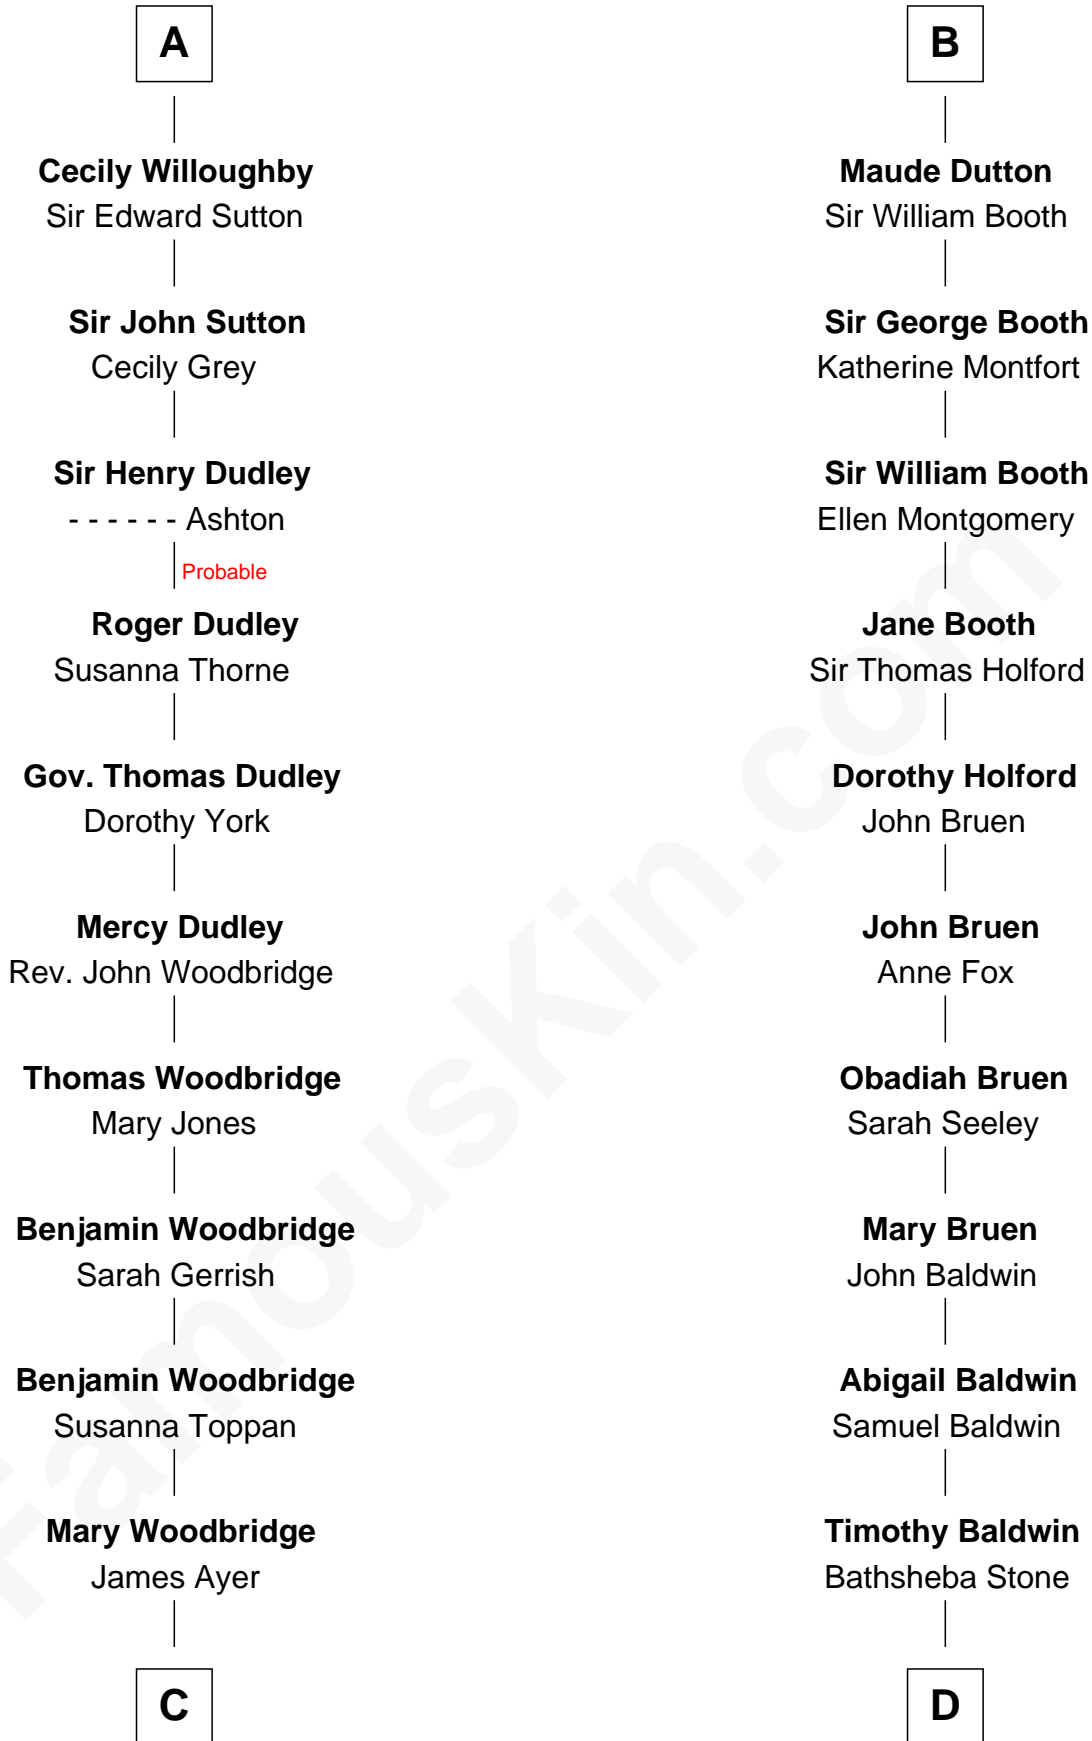 A
Cecily Willoughby
Sir Edward Sutton
Sir John Sutton
Cecily Grey
Sir Henry Dudley
- - - - - - Ashton
Probable
Roger Dudley
Susanna Thorne
Gov. Thomas Dudley
Dorothy York
Mercy Dudley
Rev. John Woodbridge
Thomas Woodbridge
Mary Jones
Benjamin Woodbridge
Sarah Gerrish
Benjamin Woodbridge
Susanna Toppan
Mary Woodbridge
James Ayer
C
B
Maude Dutton
Sir William Booth
Sir George Booth
Katherine Montfort
Sir William Booth
Ellen Montgomery
Jane Booth
Sir Thomas Holford
Dorothy Holford
John Bruen
John Bruen
Anne Fox
Obadiah Bruen
Sarah Seeley
Mary Bruen
John Baldwin
Abigail Baldwin
Samuel Baldwin
Timothy Baldwin
Bathsheba Stone
D
FamousKin.com